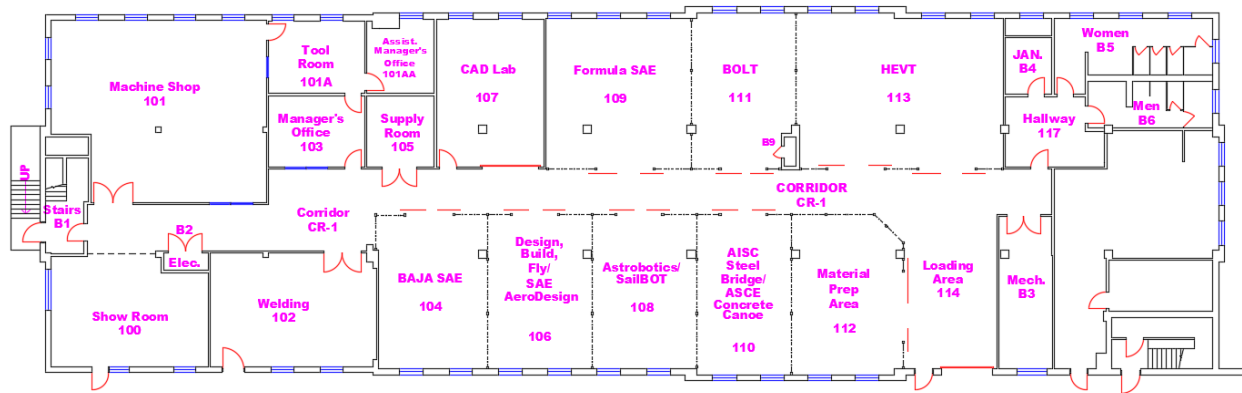 Machine Shop
101
Tool
Room
101A
Assist.
Manager's
Office
101AA
Manager's
Office
103
Supply
Room
105
CAD Lab
107
Formula SAE
109
BOLT
111
B9
HEVT
113
JAN.
B4
Women
B5
Men
B6
Hallway
117
UP
Stairs
B1
B2
Elec.
Corridor
CR-1
CORRIDOR
CR-1
Show Room
100
Welding
102
BAJA SAE
104
Design,
Build,
Fly/
SAE
AeroDesign
106
Astrobotics/
SailBOT
108
AISC
Steel
Bridge/
ASCE
Concrete
Canoe
110
Material
Prep
Area
112
Loading
Area
114
Mech.
B3